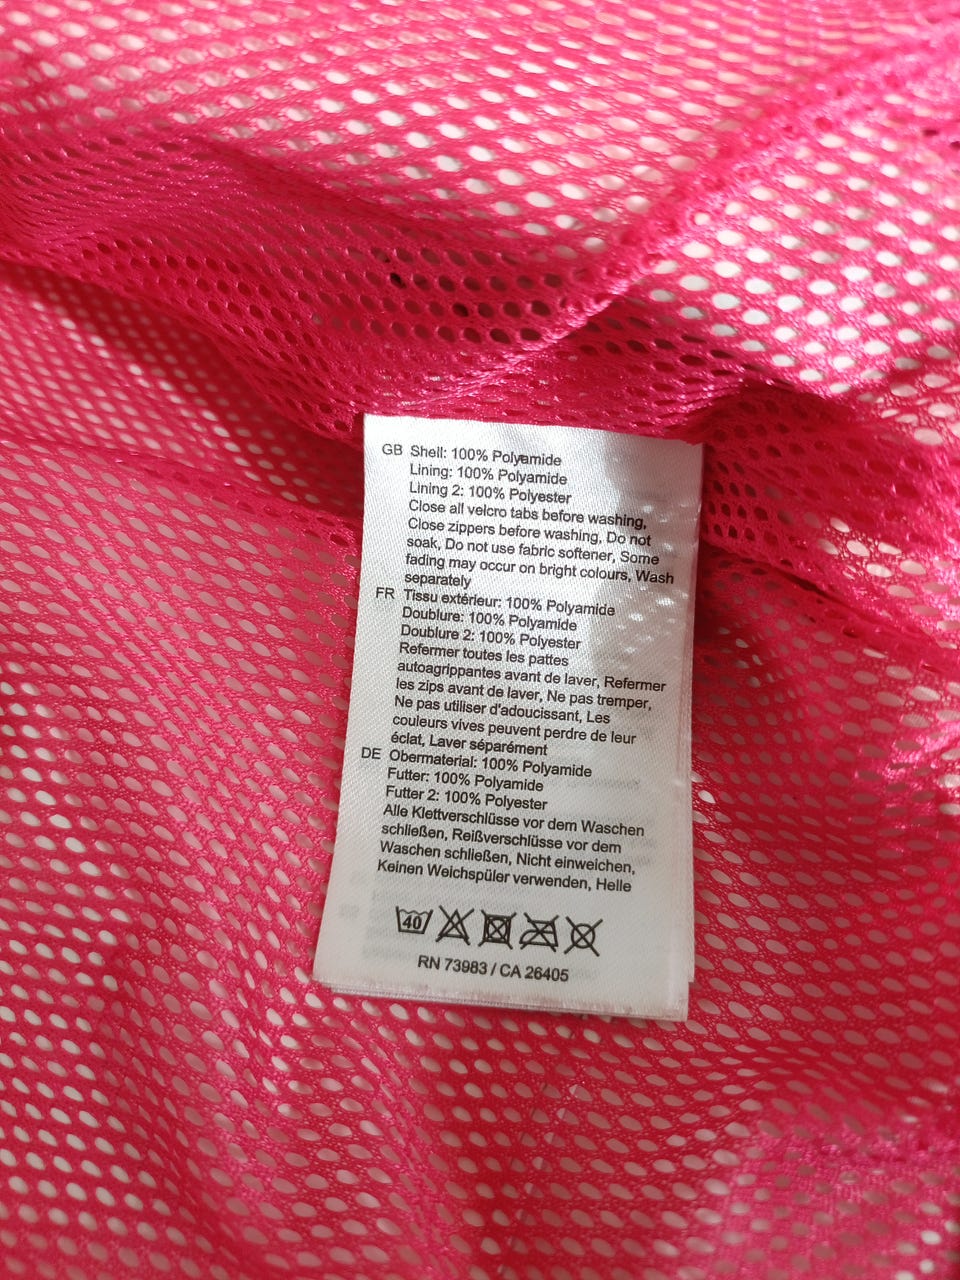 GB Shell: 100% Polyamide
Lining: 100% Polyamide
Lining 2: 100% Polyester
Close all velcro tabs before washing,
Close zippers before washing, Do not
soak, Do not use fabric softener, Some
fading may occur on bright colours, Wash
separately
FR Tissu extérieur: 100% Polyamide
Doublure: 100% Polyamide
Doublure 2: 100% Polyester
Refermer toutes les pattes
autoagrippantes avant de laver, Refermer
les zips avant de laver, Ne pas tremper,
Ne pas utiliser d'adoucissant, Les
couleurs vives peuvent perdre de leur
éclat, Laver séparément
DE Obermaterial: 100% Polyamide
Futter: 100% Polyamide
Futter 2: 100% Polyester
Alle Klettverschlüsse vor dem Waschen
schließen, Reißverschlüsse vor dem
Waschen schließen, Nicht einweichen,
Keinen Weichspüler verwenden, Helle
40
RN 73983 / CA 26405